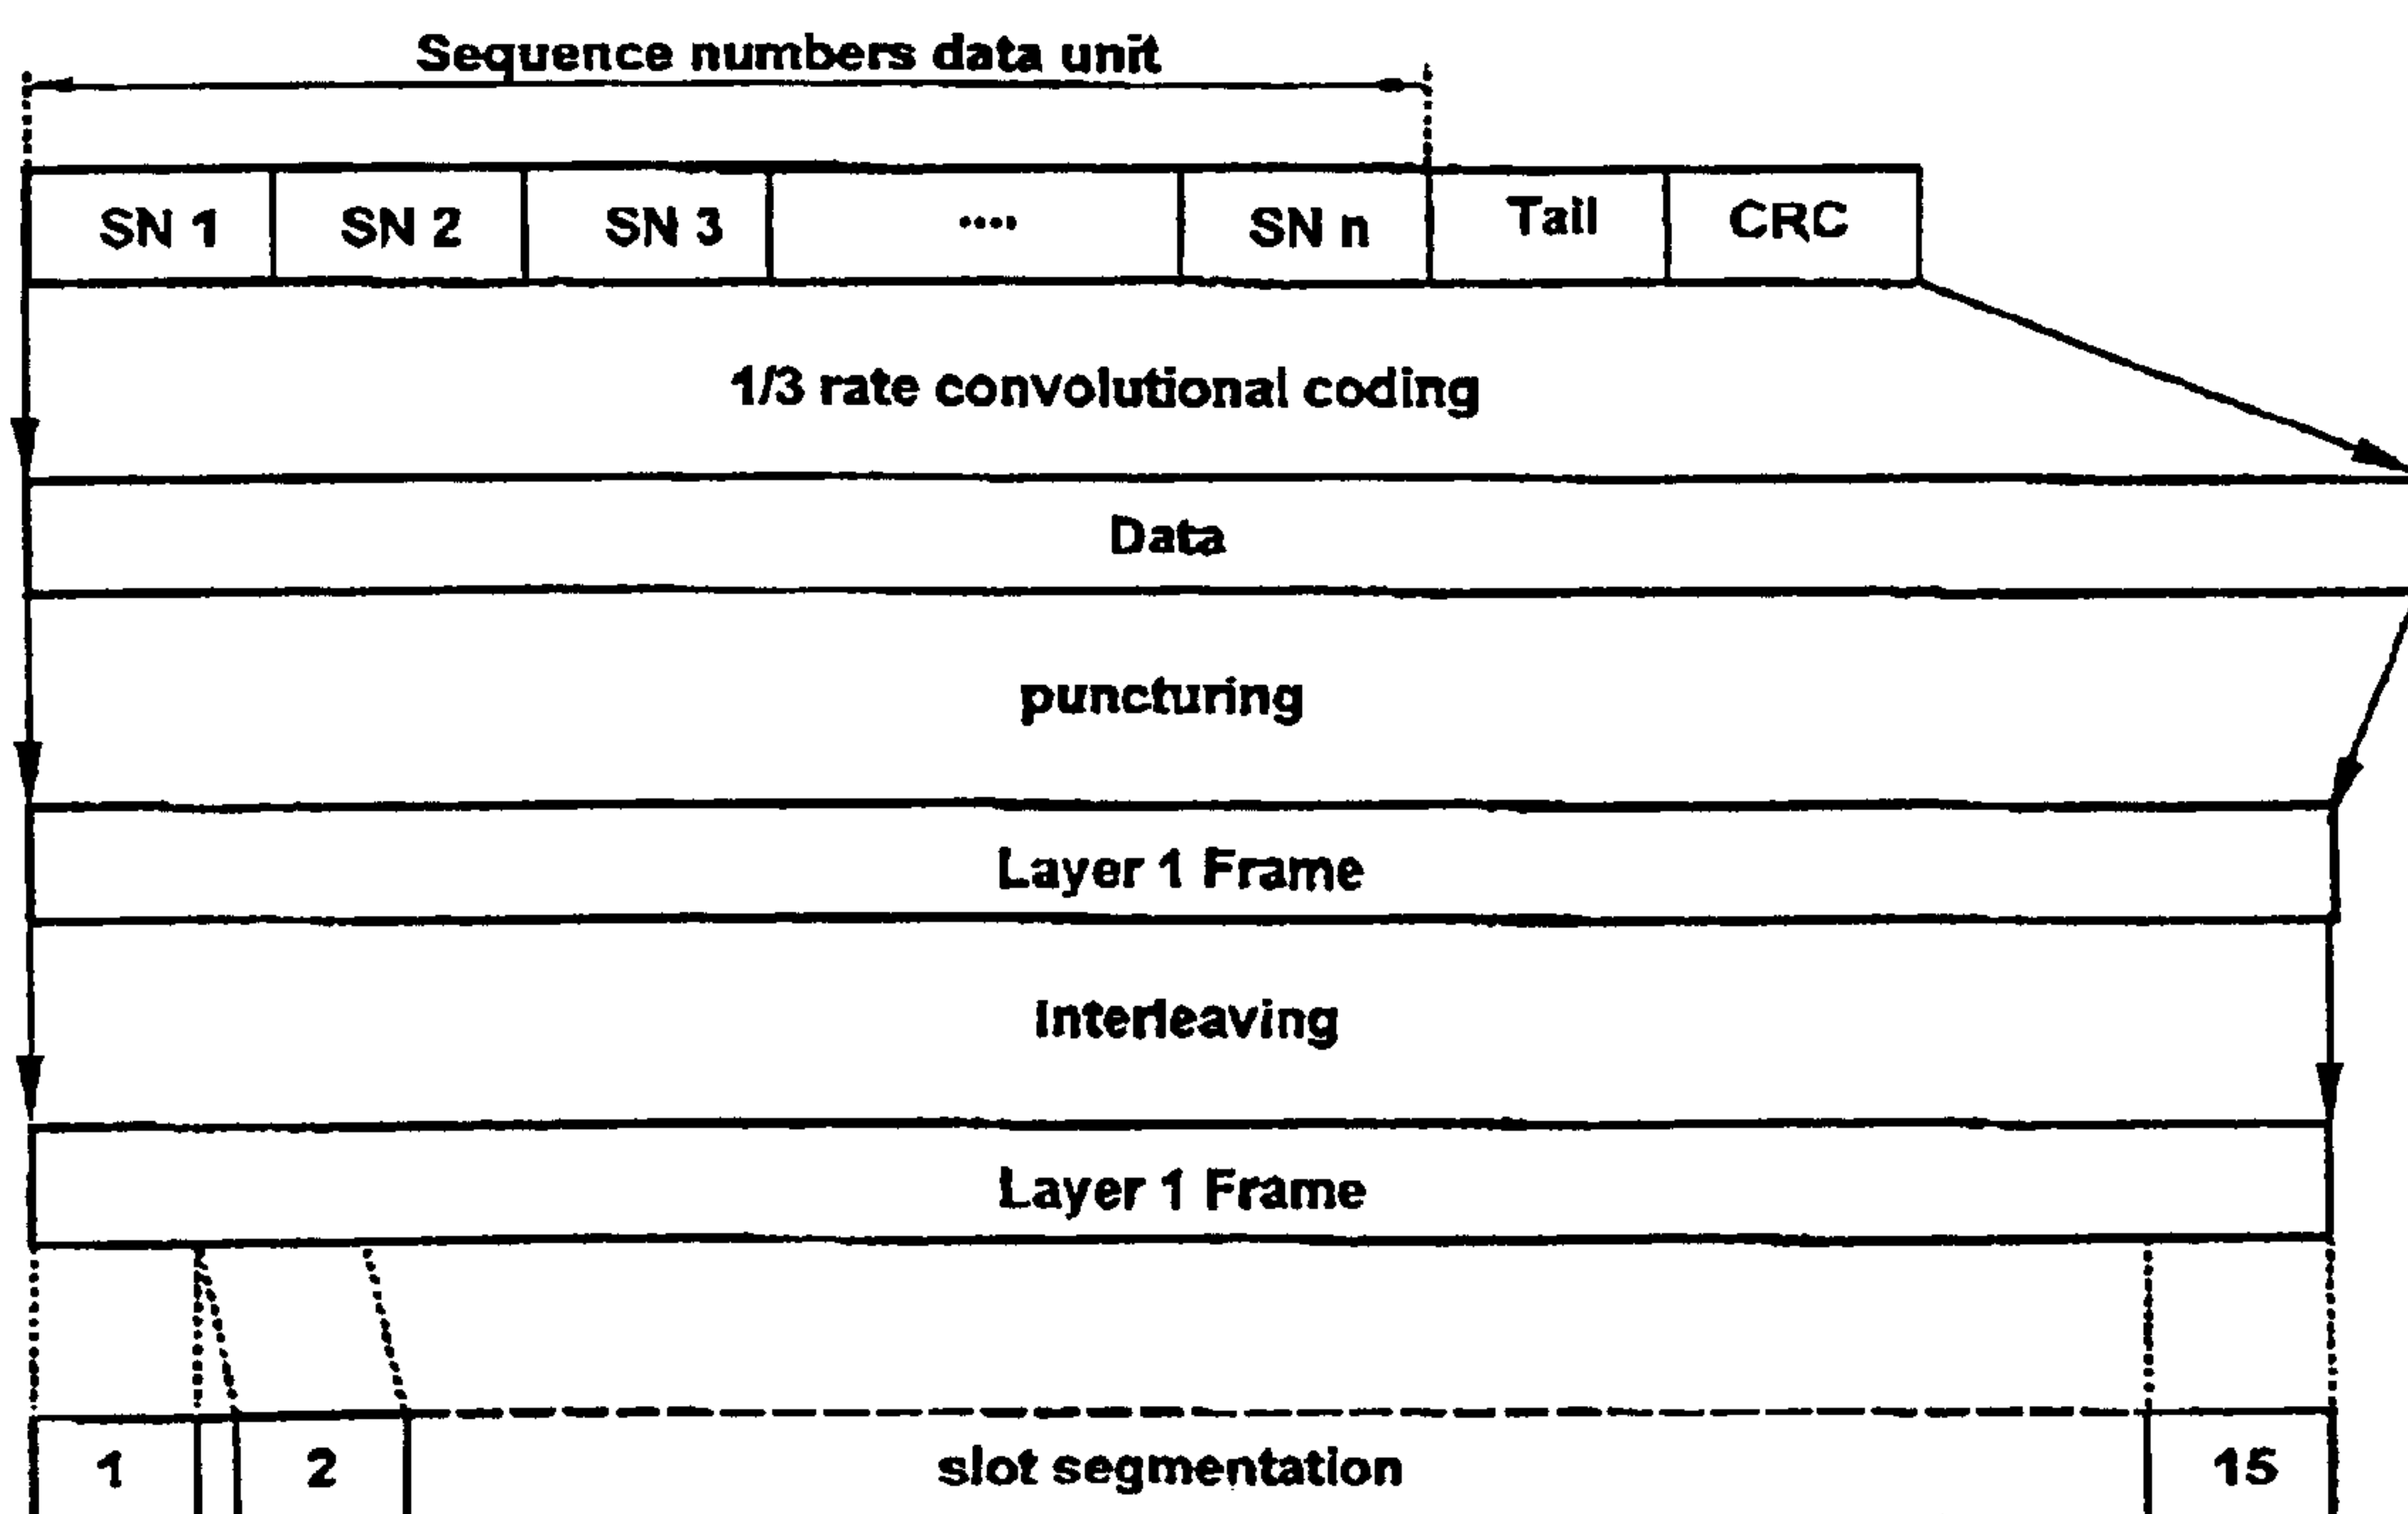 Sequence numbers data unit
SN 1 SN 2 SN 3 .... SN n Tail CRC
1/3 rate convolutional coding
Data
puncturing
Layer 1 Frame
interleaving
Layer 1 Frame
1 2 slot segmentation 15